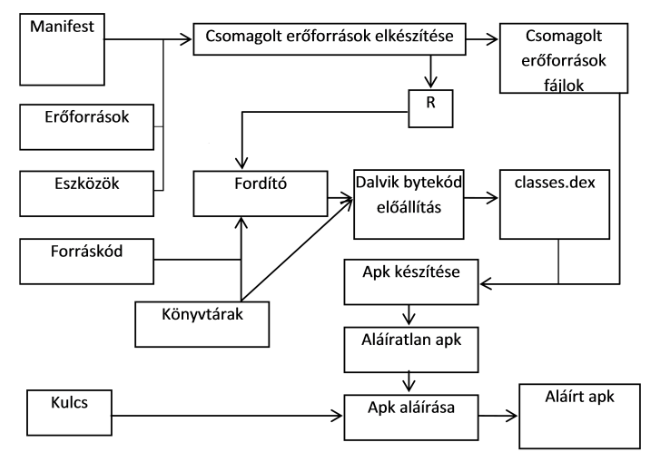 Manifest
Csomagolt erőforrások elkészítése
Csomagolt
erőforrások
fájlok
R
Erőforrások
Eszközök
Fordító
Dalvik bytekód
előállítás
classes.dex
Forráskód
Apk készítése
Könyvtárak
Aláíratlan apk
Kulcs
Apk aláírása
Aláírt apk